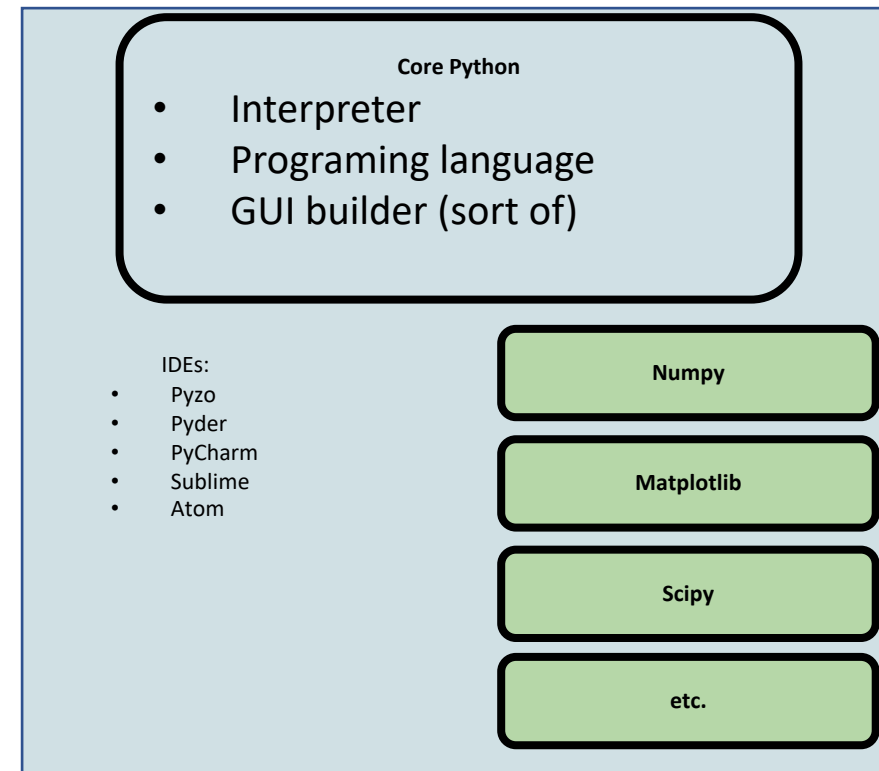 Core Python
• Interpreter
• Programing language
• GUI builder (sort of)
IDEs:
• Pyzo
• Pyder
• PyCharm
• Sublime
• Atom
Numpy
Matplotlib
Scipy
etc.